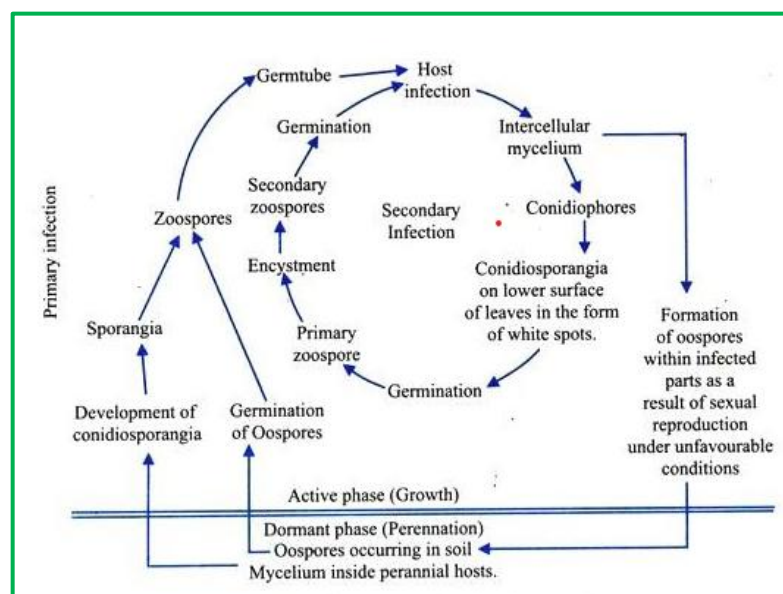 Germtube
Host
infection
Germination
Intercellular
mycelium
Secondary
zoospores
Zoospores
Secondary
Infection
Conidiophores
Primary infection
Encystment
Conidiosporangia
on lower surface
of leaves in the form
of white spots.
Sporangia
Primary
zoospore
Formation
of oospores
within infected
parts as a
result of sexual
reproduction
under unfavourable
conditions
Germination
Development of
conidiosporangia
Germination
of Oospores
Active phase (Growth)
Dormant phase (Perennation)
Oospores occurring in soil
Mycelium inside perannial hosts.